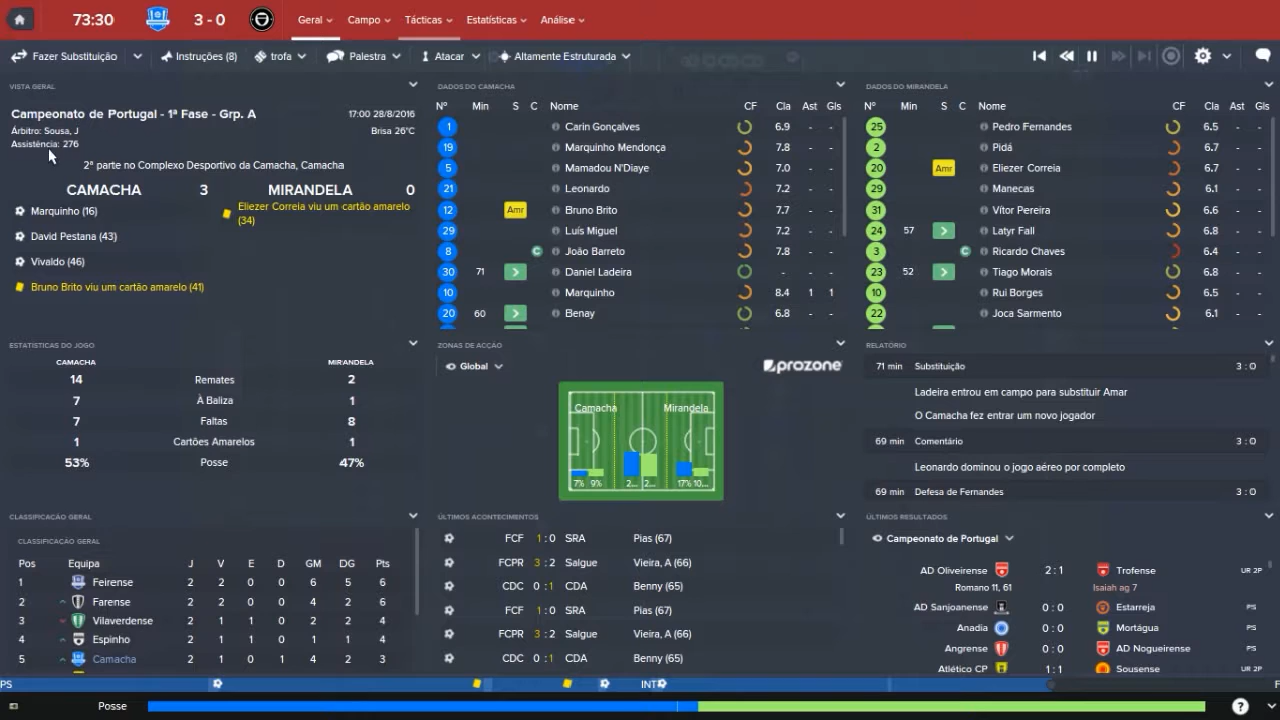 73:30 3 - 0 Geral Campo Tácticas Estatísticas Análise
Fazer Substituição Instruções (8) trofa Palestra Atacar Altamente Estruturada
VISTA GERAL
Campeonato de Portugal - 1ª Fase - Grp. A 17:00 28/8/2016
Árbitro: Sousa, J Brisa 26°C
Assistência: 276
2ª parte no Complexo Desportivo da Camacha, Camacha
CAMACHA 3 MIRANDELA 0
Marquinho (16)
David Pestana (43)
Vivaldo (46)
Bruno Brito viu um cartão amarelo (41)
Eliezer Correia viu um cartão amarelo
(34)
DADOS DO CAMACHA
Nº Min S C Nome CF Cla Ast Gls
1 Carin Gonçalves 6.9 - -
19 Marquinho Mendonça 7.8 - -
5 Mamadou N'Diaye 7.0 - -
21 Leonardo 7.2 - -
12 Amr Bruno Brito 7.7 - -
29 Luís Miguel 7.2 - -
8 C João Barreto 7.8 - -
30 71 Daniel Ladeira - - -
10 Marquinho 8.4 1 1
20 60 Benay 6.8 - -
DADOS DO MIRANDELA
Nº Min S C Nome CF Cla Ast Gls
25 Pedro Fernandes 6.5 - -
2 Pidá 6.7 - -
20 Amr Eliezer Correia 6.7 - -
29 Manecas 6.1 - -
31 Vítor Pereira 6.6 - -
24 57 Latyr Fall 6.8 - -
3 C Ricardo Chaves 6.4 - -
23 52 Tiago Morais 6.8 - -
10 Rui Borges 6.5 - -
22 Joca Sarmento 6.1 - -
ESTATÍSTICAS DO JOGO
CAMACHA MIRANDELA
14 Remates 2
7 À Baliza 1
7 Faltas 8
1 Cartões Amarelos 1
53% Posse 47%
ZONAS DE ACÇÃO
Global prozone
Camacha Mirandela
7% 9% 2... 2... 17% 10...
RELATÓRIO
71 min Substituição 3 : 0
Ladeira entrou em campo para substituir Amar
O Camacha fez entrar um novo jogador
69 min Comentário 3 : 0
Leonardo dominou o jogo aéreo por completo
69 min Defesa de Fernandes 3 : 0
CLASSIFICAÇÃO GERAL
CLASSIFICAÇÃO GERAL
Pos Equipa J V E D GM DG Pts
1 Feirense 2 2 0 0 6 5 6
2 Farense 2 2 0 0 4 2 6
3 Vilaverdense 2 1 1 0 2 2 4
4 Espinho 2 1 1 0 1 1 4
5 Camacha 2 1 0 1 4 2 3
ÚLTIMOS ACONTECIMENTOS
FCF 1 : 0 SRA Pias (67)
FCPR 3 : 2 Salgue Vieira, A (66)
CDC 0 : 1 CDA Benny (65)
FCF 1 : 0 SRA Pias (67)
FCPR 3 : 2 Salgue Vieira, A (66)
CDC 0 : 1 CDA Benny (65)
ÚLTIMOS RESULTADOS
Campeonato de Portugal
AD Oliveirense 2 : 1 Trofense UR 2P
Romano 11, 61 Isaiah ag 7
AD Sanjoanense 0 : 0 Estarreja PS
Anadia 0 : 0 Mortágua PS
Angrense 0 : 0 AD Nogueirense PS
Atlético CP 1 : 1 Sousense UR 2P
PS INT F
Posse ?